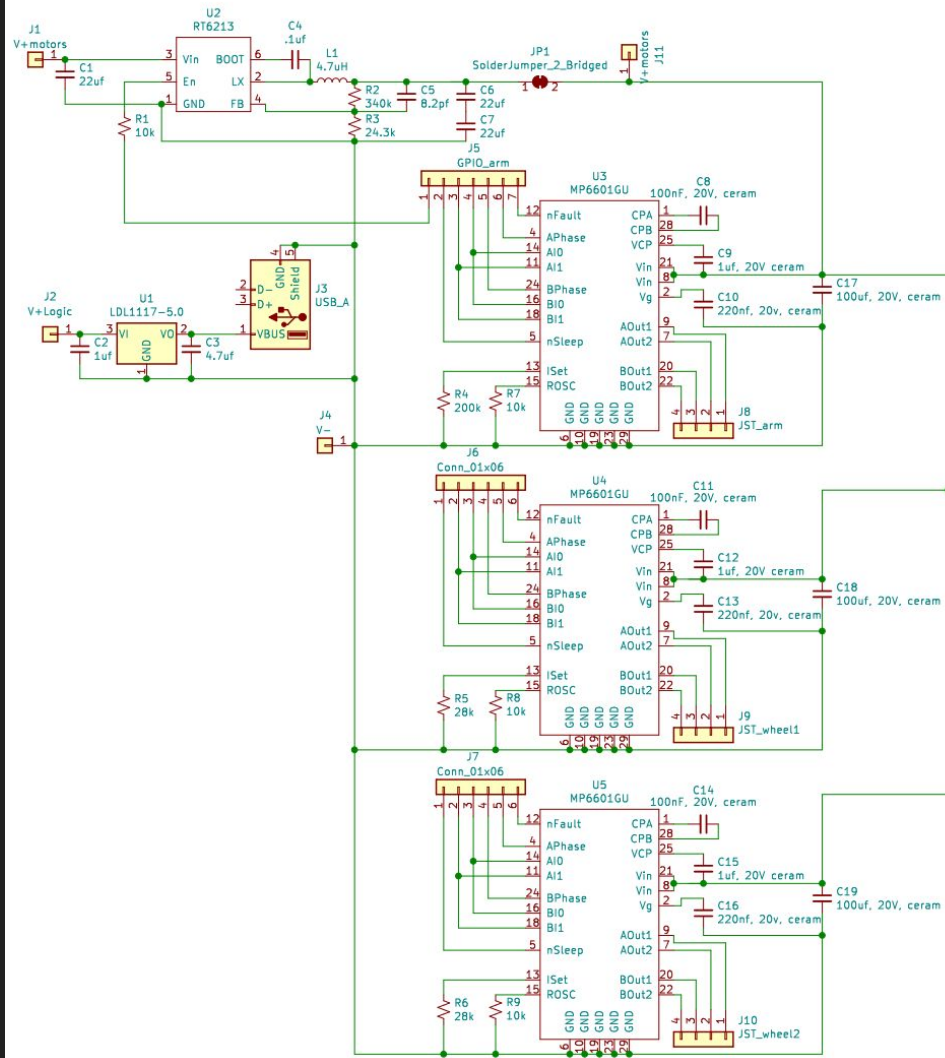 J1
V+motors
1
C1
22uf
U2
RT6213
3 Vin BOOT 6
5 En LX 2
1 GND FB 4
C4
.1uf
L1
4.7uH
R1
10k
R2
340k
R3
24.3k
C5
8.2pf
C6
22uf
C7
22uf
JP1
SolderJumper_2_Bridged
1 2
J11
V+motors
1
J2
V+Logic
1
C2
1uf
U1
LDL1117-5.0
3 VI VO 2
GND
1
C3
4.7uf
J3
USB_A
4 5
GND Shield
2 D-
3 D+
1 VBUS
J4
V-
1
J5
GPIO_arm
1 2 3 4 5 6 7
U3
MP6601GU
12 nFault CPA 1
CPB 28
4 APhase VCP 25
14 AI0 Vin 21
11 AI1 Vin 8
24 BPhase Vg 2
16 BI0
18 BI1 AOut1 9
5 nSleep AOut2 7
13 ISet BOut1 20
15 ROSC BOut2 22
GND GND GND GND GND
6 10 19 23 29
R4
200k
R7
10k
C8
100nF, 20V, ceram
C9
1uf, 20V ceram
C10
220nf, 20v, ceram
C17
100uf, 20V, ceram
4 3 2 1
J8
JST_arm
J6
Conn_01x06
1 2 3 4 5 6
U4
MP6601GU
12 nFault CPA 1
CPB 28
4 APhase VCP 25
14 AI0 Vin 21
11 AI1 Vin 8
24 BPhase Vg 2
16 BI0
18 BI1 AOut1 9
5 nSleep AOut2 7
13 ISet BOut1 20
15 ROSC BOut2 22
GND GND GND GND GND
6 10 19 23 29
R5
28k
R8
10k
C11
100nF, 20V, ceram
C12
1uf, 20V ceram
C13
220nf, 20v, ceram
C18
100uf, 20V, ceram
4 3 2 1
J9
JST_wheel1
J7
Conn_01x06
1 2 3 4 5 6
U5
MP6601GU
12 nFault CPA 1
CPB 28
4 APhase VCP 25
14 AI0 Vin 21
11 AI1 Vin 8
24 BPhase Vg 2
16 BI0
18 BI1 AOut1 9
5 nSleep AOut2 7
13 ISet BOut1 20
15 ROSC BOut2 22
GND GND GND GND GND
6 10 19 23 29
R6
28k
R9
10k
C14
100nF, 20V, ceram
C15
1uf, 20V ceram
C16
220nf, 20v, ceram
C19
100uf, 20V, ceram
4 3 2 1
J10
JST_wheel2